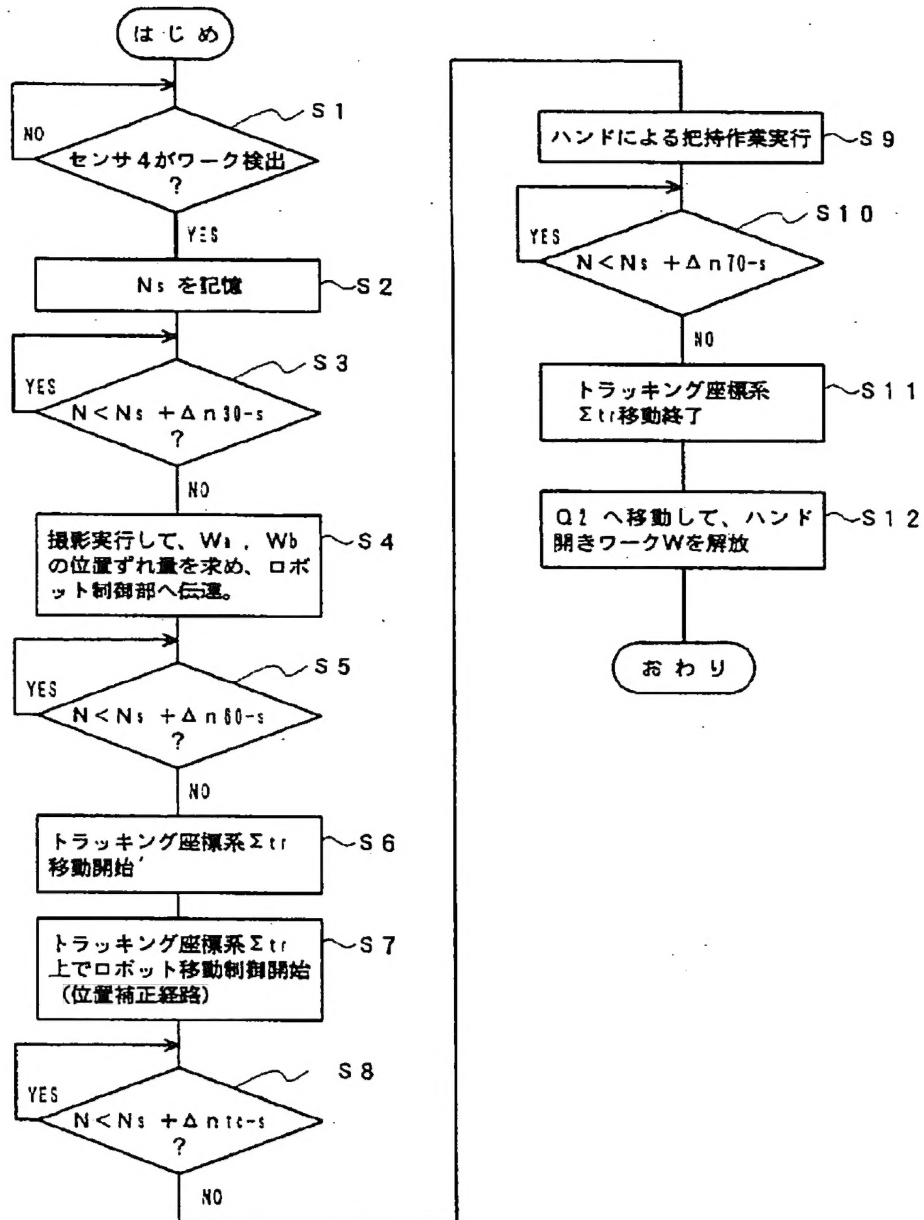 はじめ
S1
NO
センサ4がワーク検出
?
YES
Nsを記憶
S2
S3
YES
N<Ns +Δn30-s
?
NO
撮影実行して、Wa, Wb
の位置ずれ量を求め、ロボ
ット制御部へ伝達。
S4
S5
YES
N<Ns +Δn60-s
?
NO
トラッキング座標系Σtr
移動開始
S6
トラッキング座標系Σtr
上でロボット移動制御開始
(位置補正経路)
S7
S8
YES
N<Ns +Δntc-s
?
NO
ハンドによる把持作業実行
S9
S10
YES
N<Ns +Δn70-s
NO
トラッキング座標系
Σtr移動終了
S11
Q2 へ移動して、ハンド
開きワークWを解放
S12
おわり